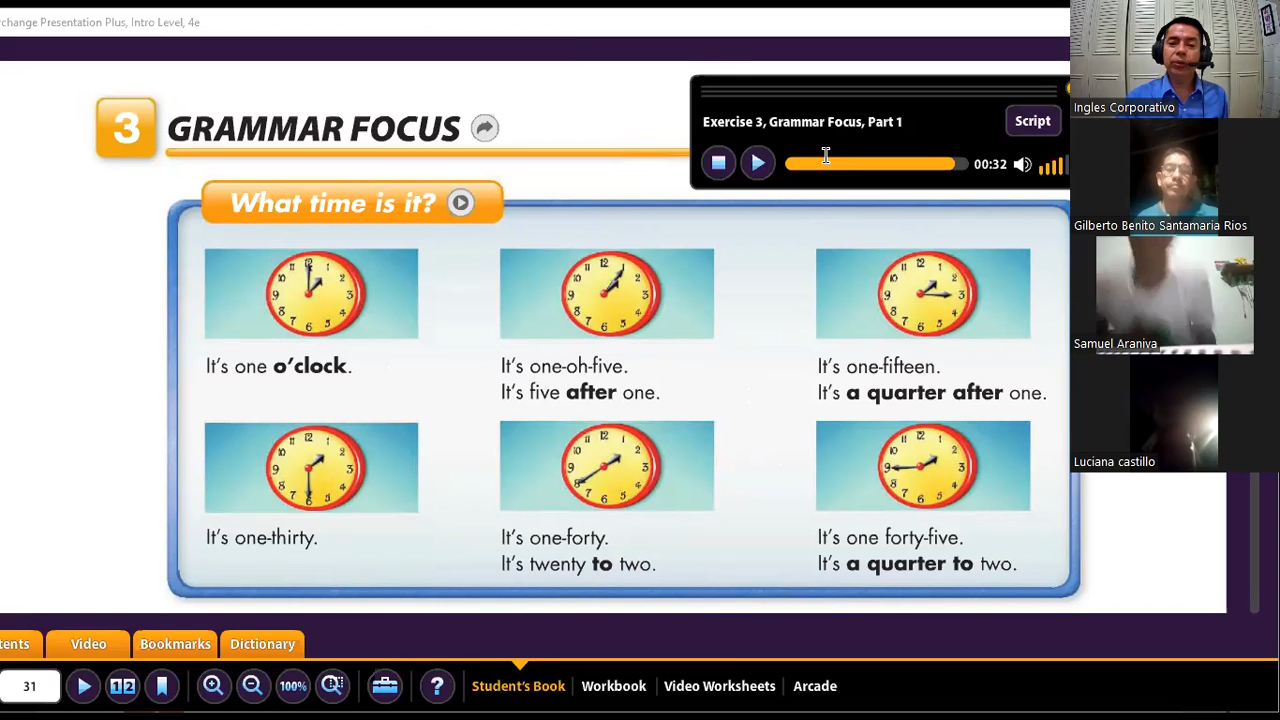 rchange Presentation Plus, Intro Level, 4e
3 GRAMMAR FOCUS
Exercise 3, Grammar Focus, Part 1
Script
00:32
What time is it?
It's one o'clock.
It's one-oh-five.
It's five after one.
It's one-fifteen.
It's a quarter after one.
It's one-thirty.
It's one-forty.
It's twenty to two.
It's one forty-five.
It's a quarter to two.
Ingles Corporativo
Gilberto Benito Santamaria Rios
Samuel Araniva
Luciana castillo
tents Video Bookmarks Dictionary
31 12 100% ? Student's Book Workbook Video Worksheets Arcade